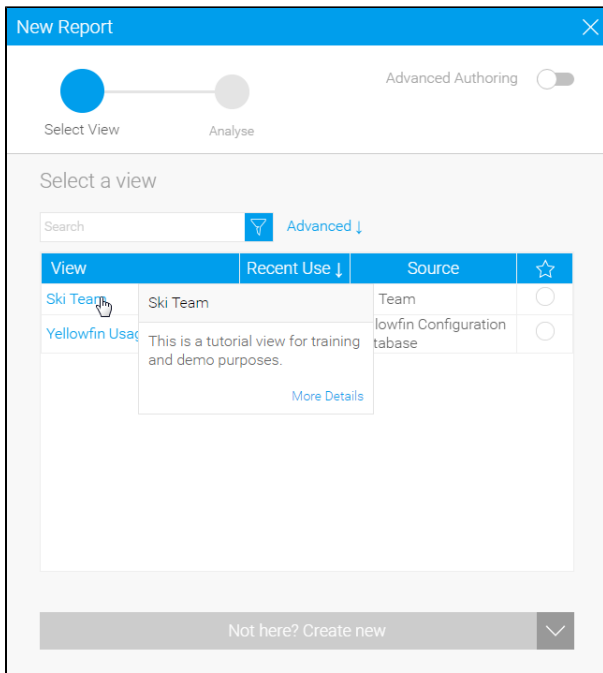 New Report
Advanced Authoring
Select View
Analyse
Select a view
Search
Advanced ↓
View Recent Use ↓ Source
Ski Team Team
Yellowfin Usag lowfin Configuration
tabase
Ski Team
This is a tutorial view for training
and demo purposes.
More Details
Not here? Create new